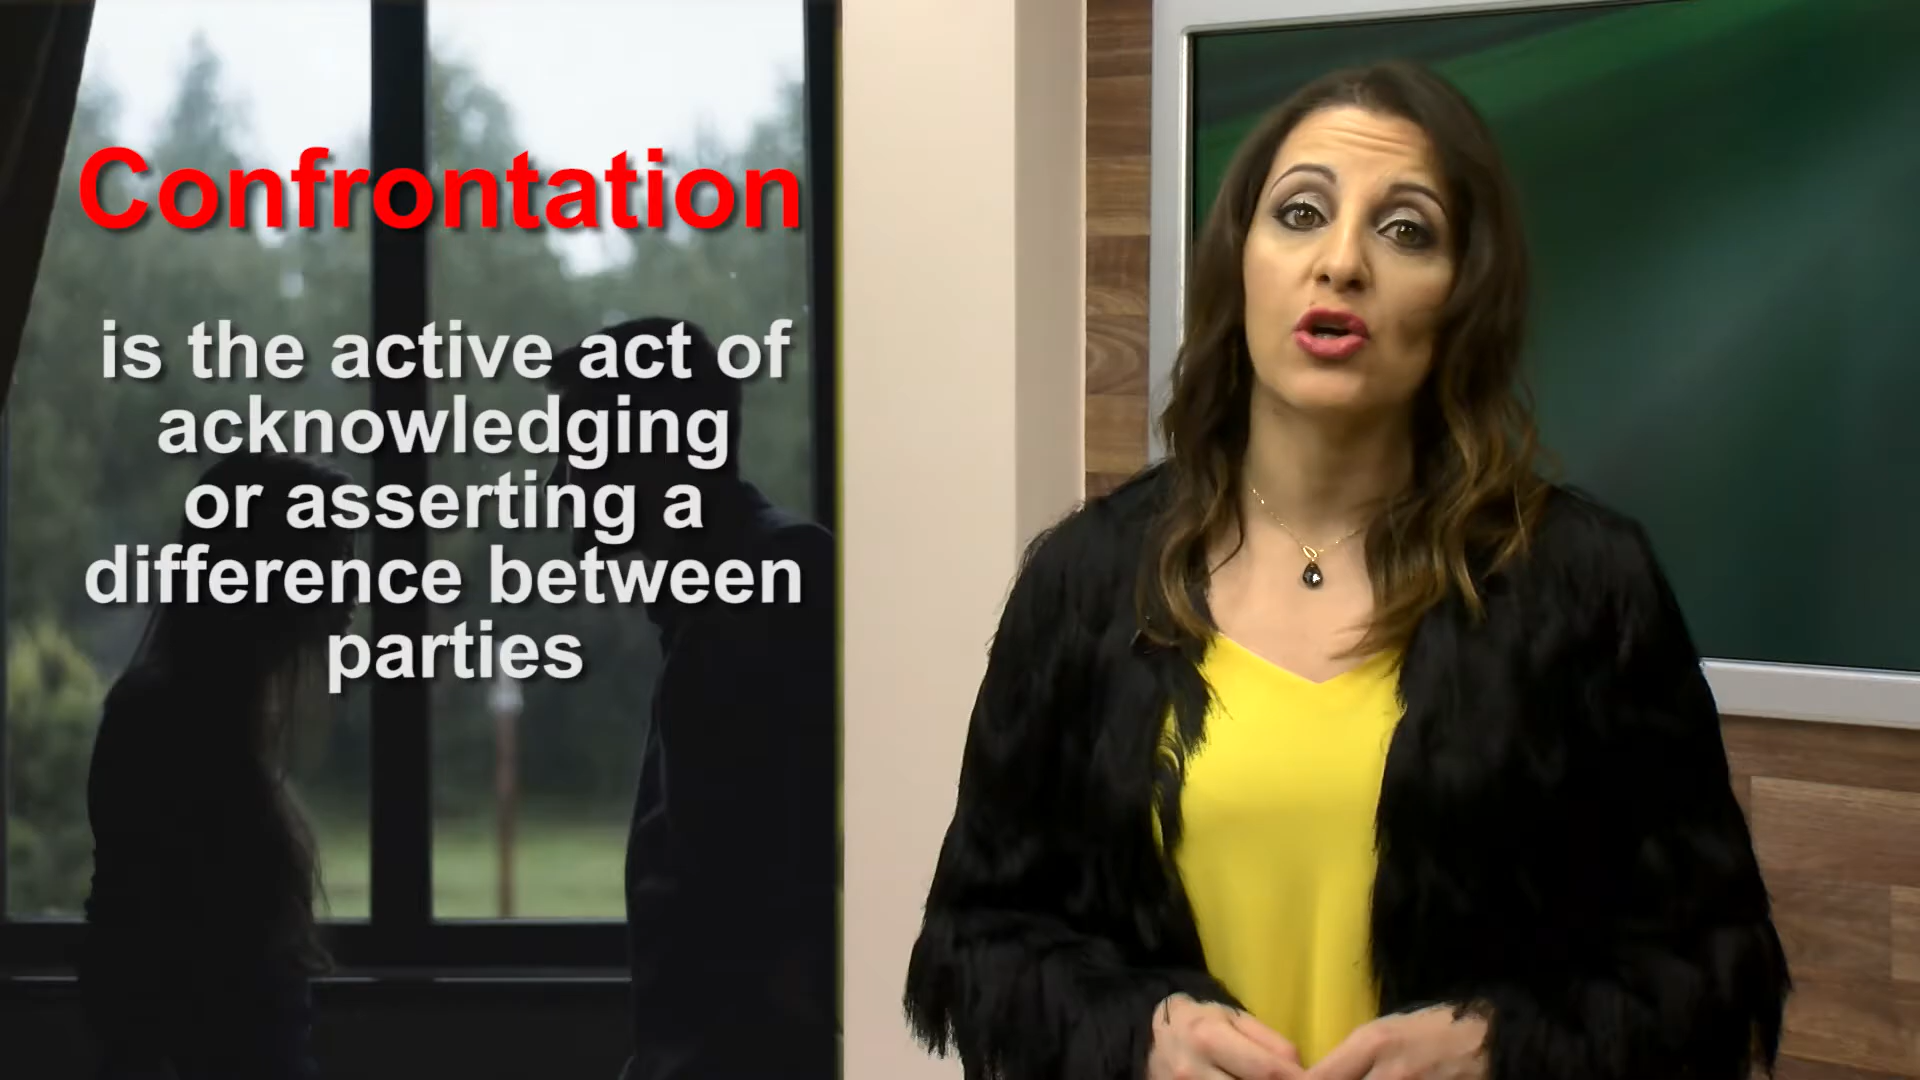 Confrontation
is the active act of
acknowledging
or asserting a
difference between
parties